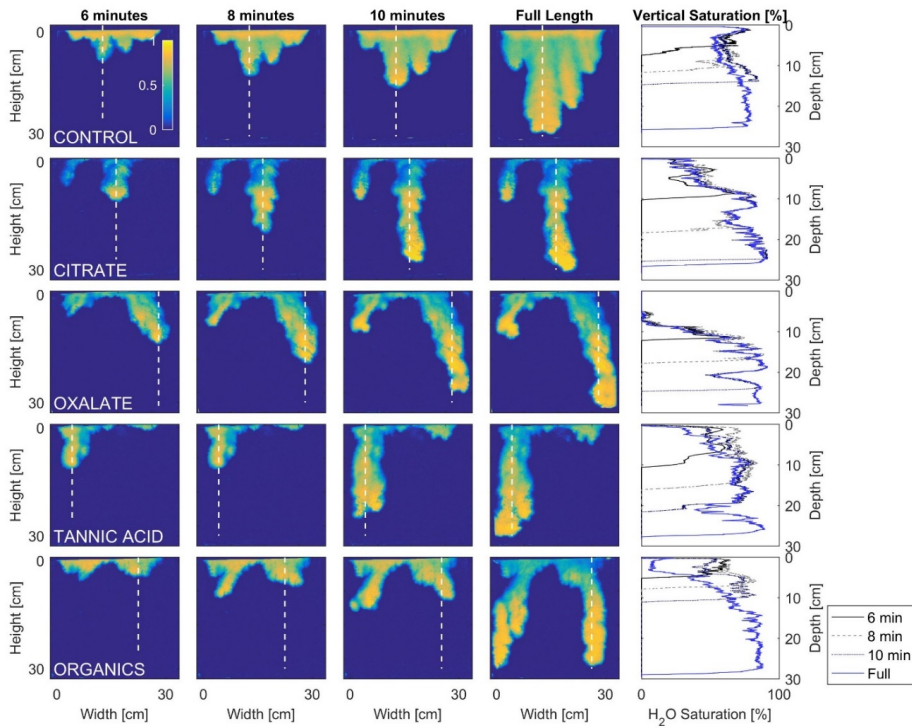 6 minutes 8 minutes 10 minutes Full Length Vertical Saturation [%]
Height [cm] 0 30 CONTROL 1 0.5 0 0 10 20 30 Depth [cm]
Height [cm] 0 30 CITRATE 0 10 20 30 Depth [cm]
Height [cm] 0 30 OXALATE 0 10 20 30 Depth [cm]
Height [cm] 0 30 TANNIC ACID 0 10 20 30 Depth [cm]
Height [cm] 0 30 ORGANICS 0 10 20 30 Depth [cm]
0 30 0 30 0 30 0 30 0 100
Width [cm] Width [cm] Width [cm] Width [cm] H2O Saturation [%]
6 min
8 min
10 min
Full